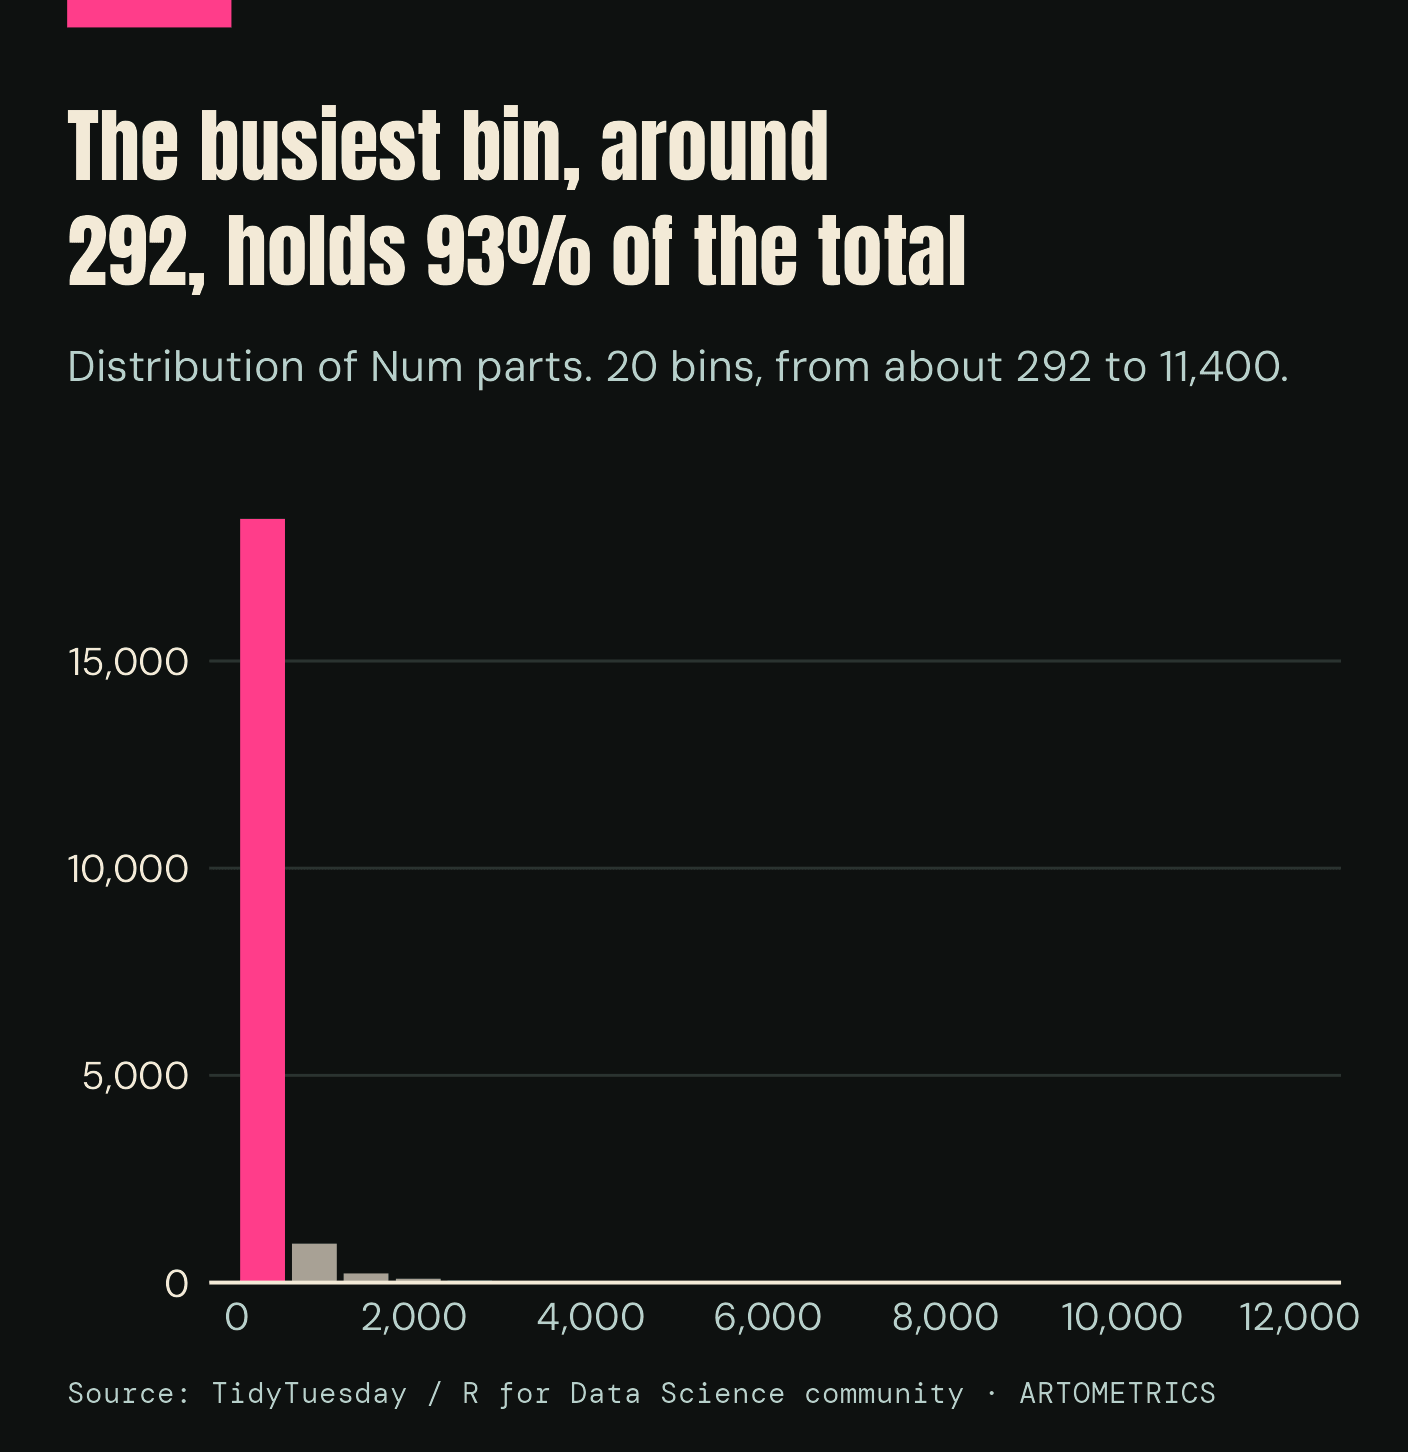 The busiest bin, around
292, holds 93% of the total
Distribution of Num parts. 20 bins, from about 292 to 11,400.
15,000
10,000
5,000
0
0 2,000 4,000 6,000 8,000 10,000 12,000
Source: TidyTuesday / R for Data Science community · ARTOMETRICS